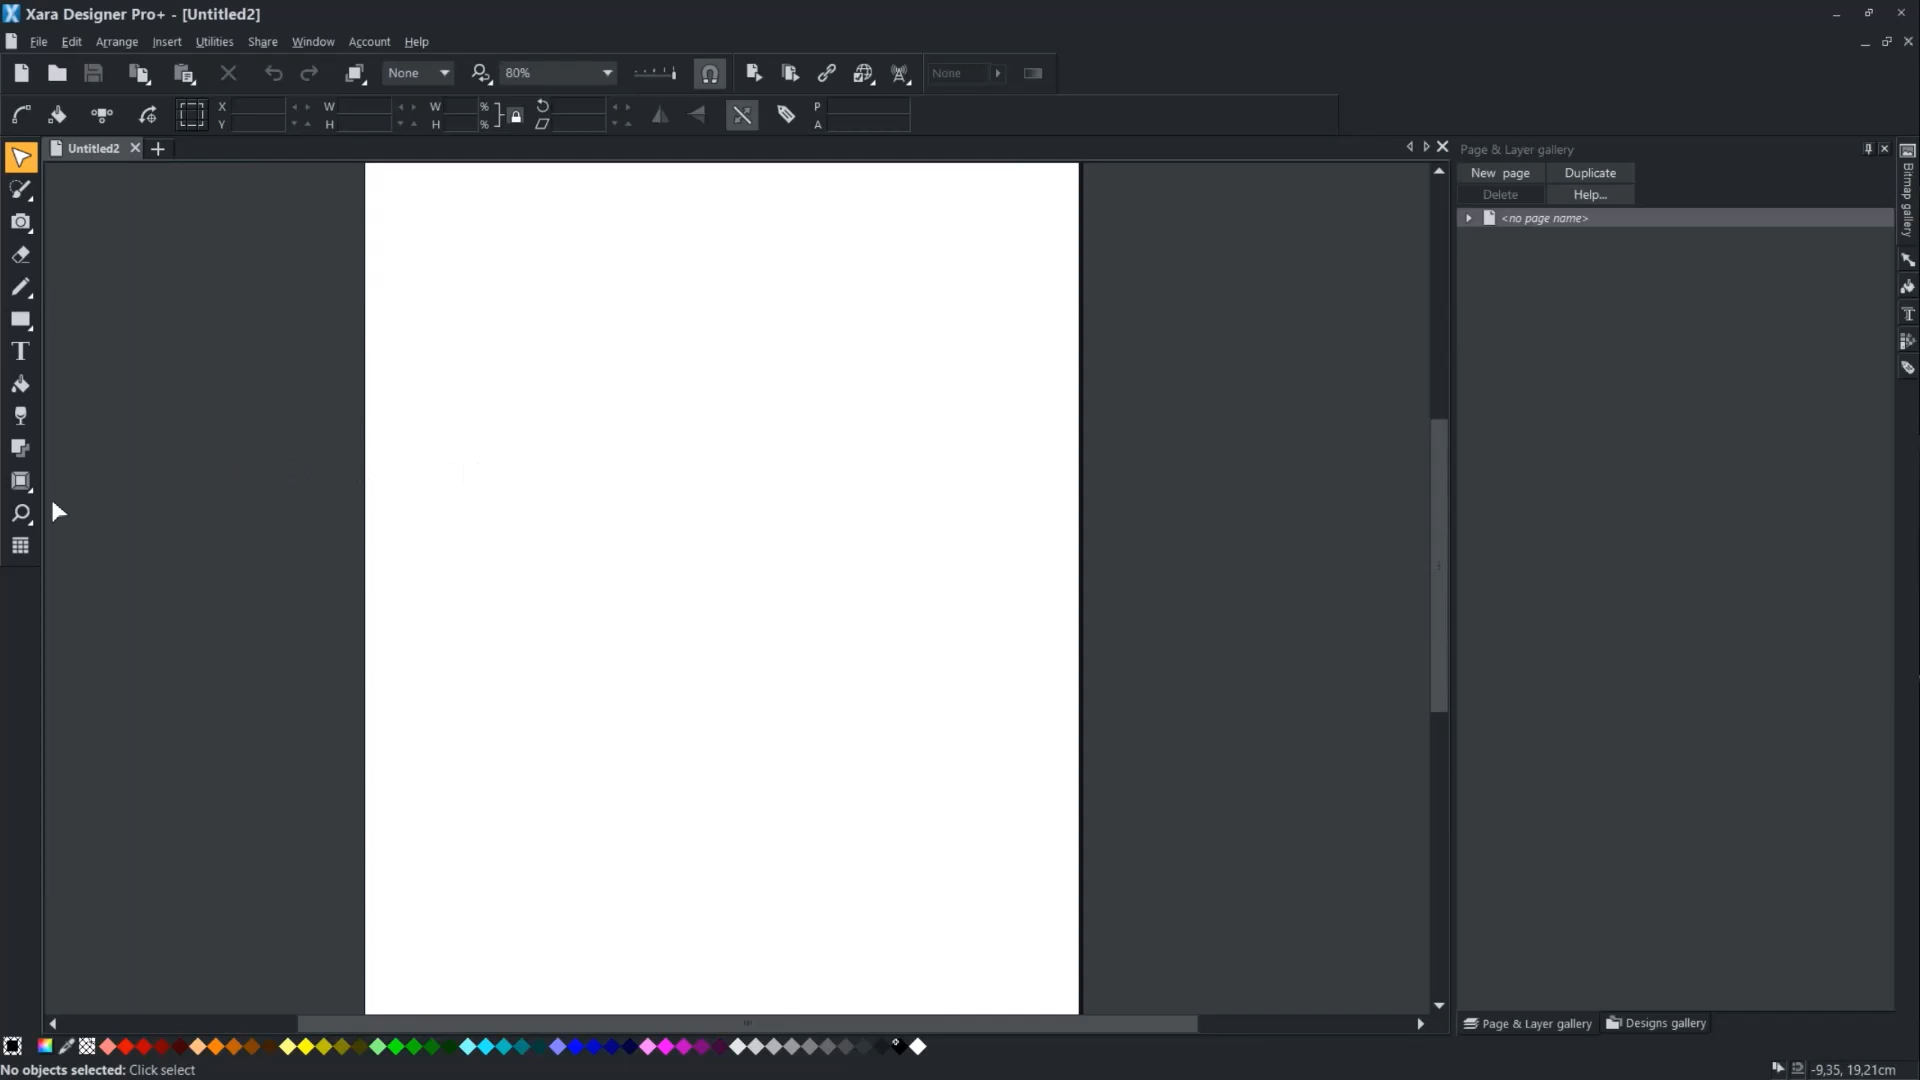 Xara Designer Pro+ - [Untitled2]
File Edit Arrange Insert Utilities Share Window Account Help
None 80% None
X W W % P
Y H H % A
Untitled2
Page & Layer gallery
New page Duplicate
Delete Help...
<no page name>
Bitmap gallery
T
Page & Layer gallery Designs gallery
No objects selected: Click select
-9,35, 19,21cm